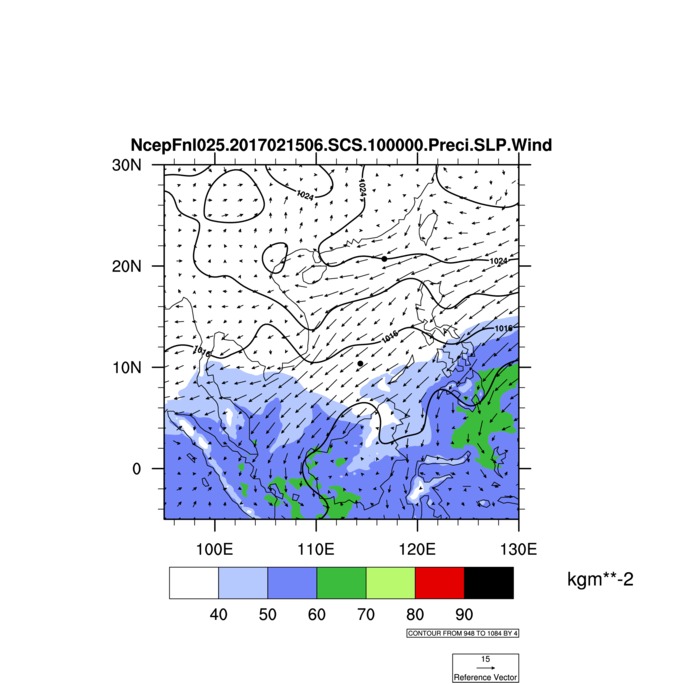 NcepFnl025.2017021506.SCS.100000.Preci.SLP.Wind
30N
1024
1024
20N
1024
1016
1016
1016
10N
0
100E 110E 120E 130E
kgm**-2
40 50 60 70 80 90
CONTOUR FROM 948 TO 1084 BY 4
15
Reference Vector